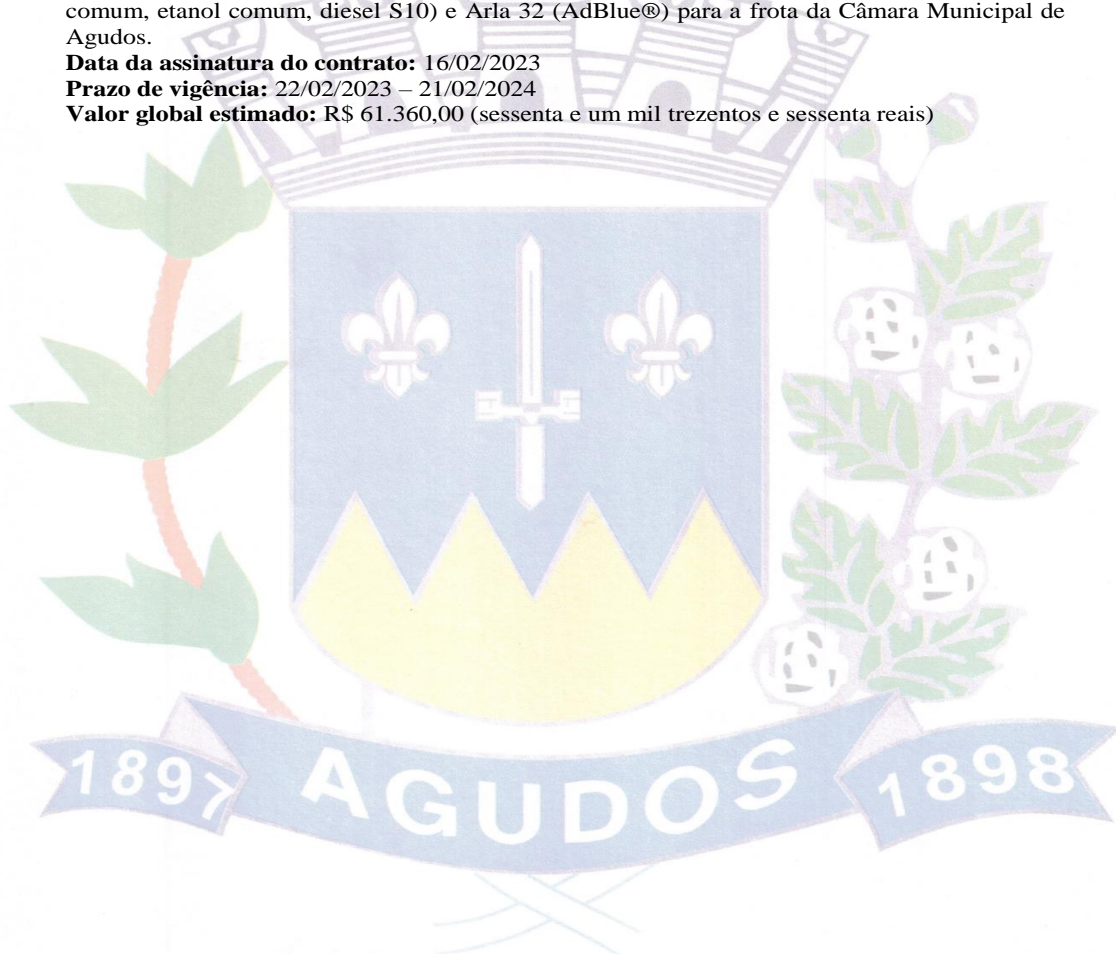 comum, etanol comum, diesel S10) e Arla 32 (AdBlue®) para a frota da Câmara Municipal de
Agudos.
Data da assinatura do contrato: 16/02/2023
Prazo de vigência: 22/02/2023 – 21/02/2024
Valor global estimado: R$ 61.360,00 (sessenta e um mil trezentos e sessenta reais)
1897 AGUDOS 1898